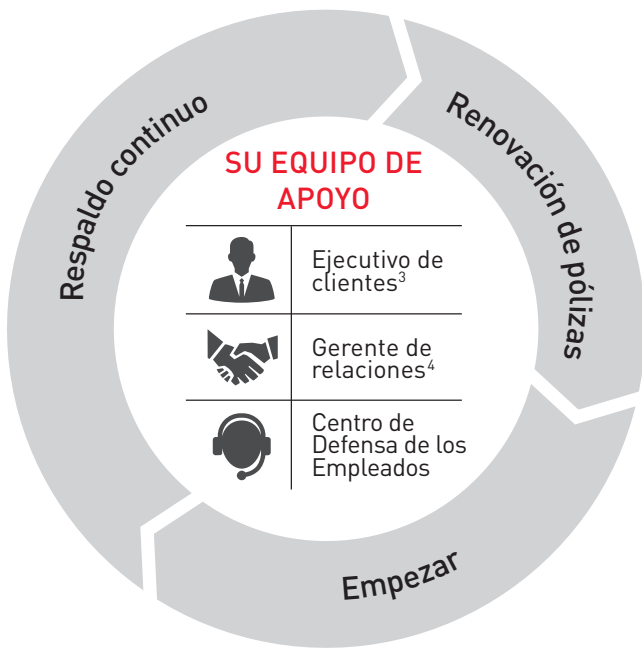 Respaldo continuo
Renovación de pólizas
SU EQUIPO DE
APOYO
Ejecutivo de
clientes³
Gerente de
relaciones⁴
Centro de
Defensa de los
Empleados
Empezar